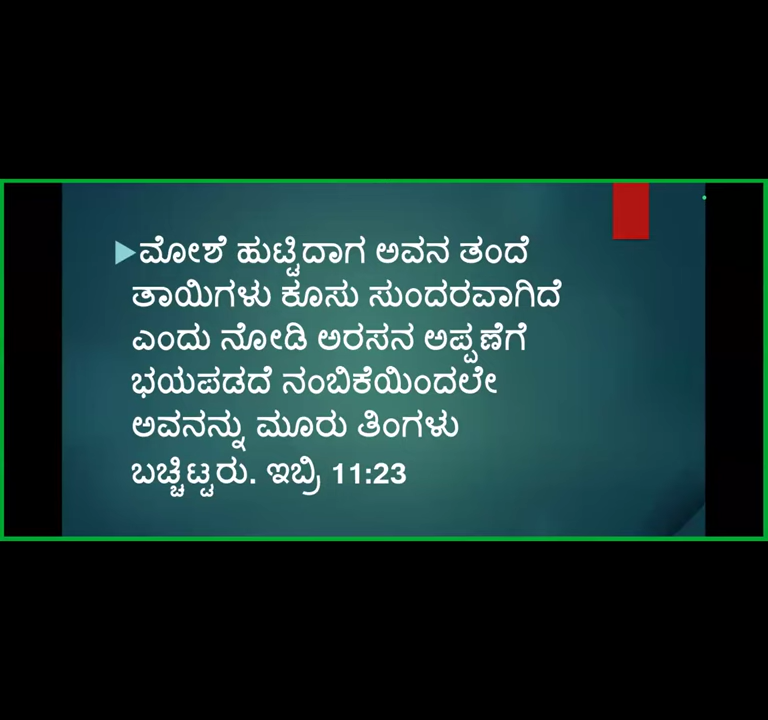 ಮೋಶೆ ಹುಟ್ಟಿದಾಗ ಅವನ ತಂದೆ
ತಾಯಿಗಳು ಕೂಸು ಸುಂದರವಾಗಿದೆ
ಎಂದು ನೋಡಿ ಅರಸನ ಅಪ್ಪಣೆಗೆ
ಭಯಪಡದೆ ನಂಬಿಕೆಯಿಂದಲೇ
ಅವನನ್ನು ಮೂರು ತಿಂಗಳು
ಬಚ್ಚಿಟ್ಟರು. ಇಬ್ರಿ 11:23